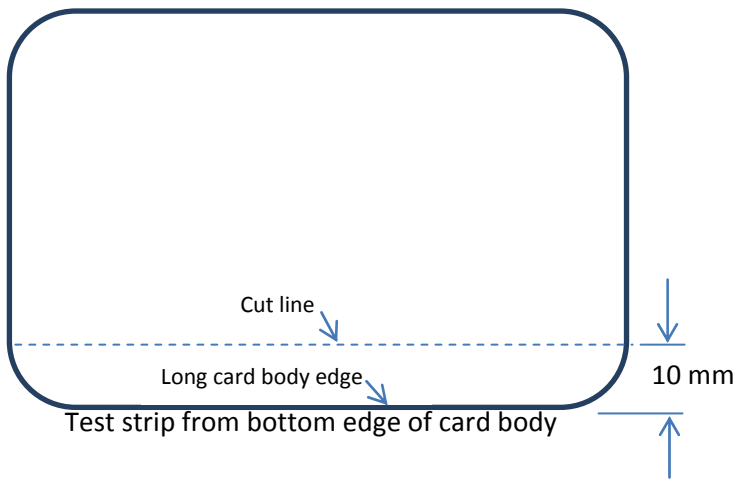 Cut line
10 mm
Long card body edge
Test strip from bottom edge of card body